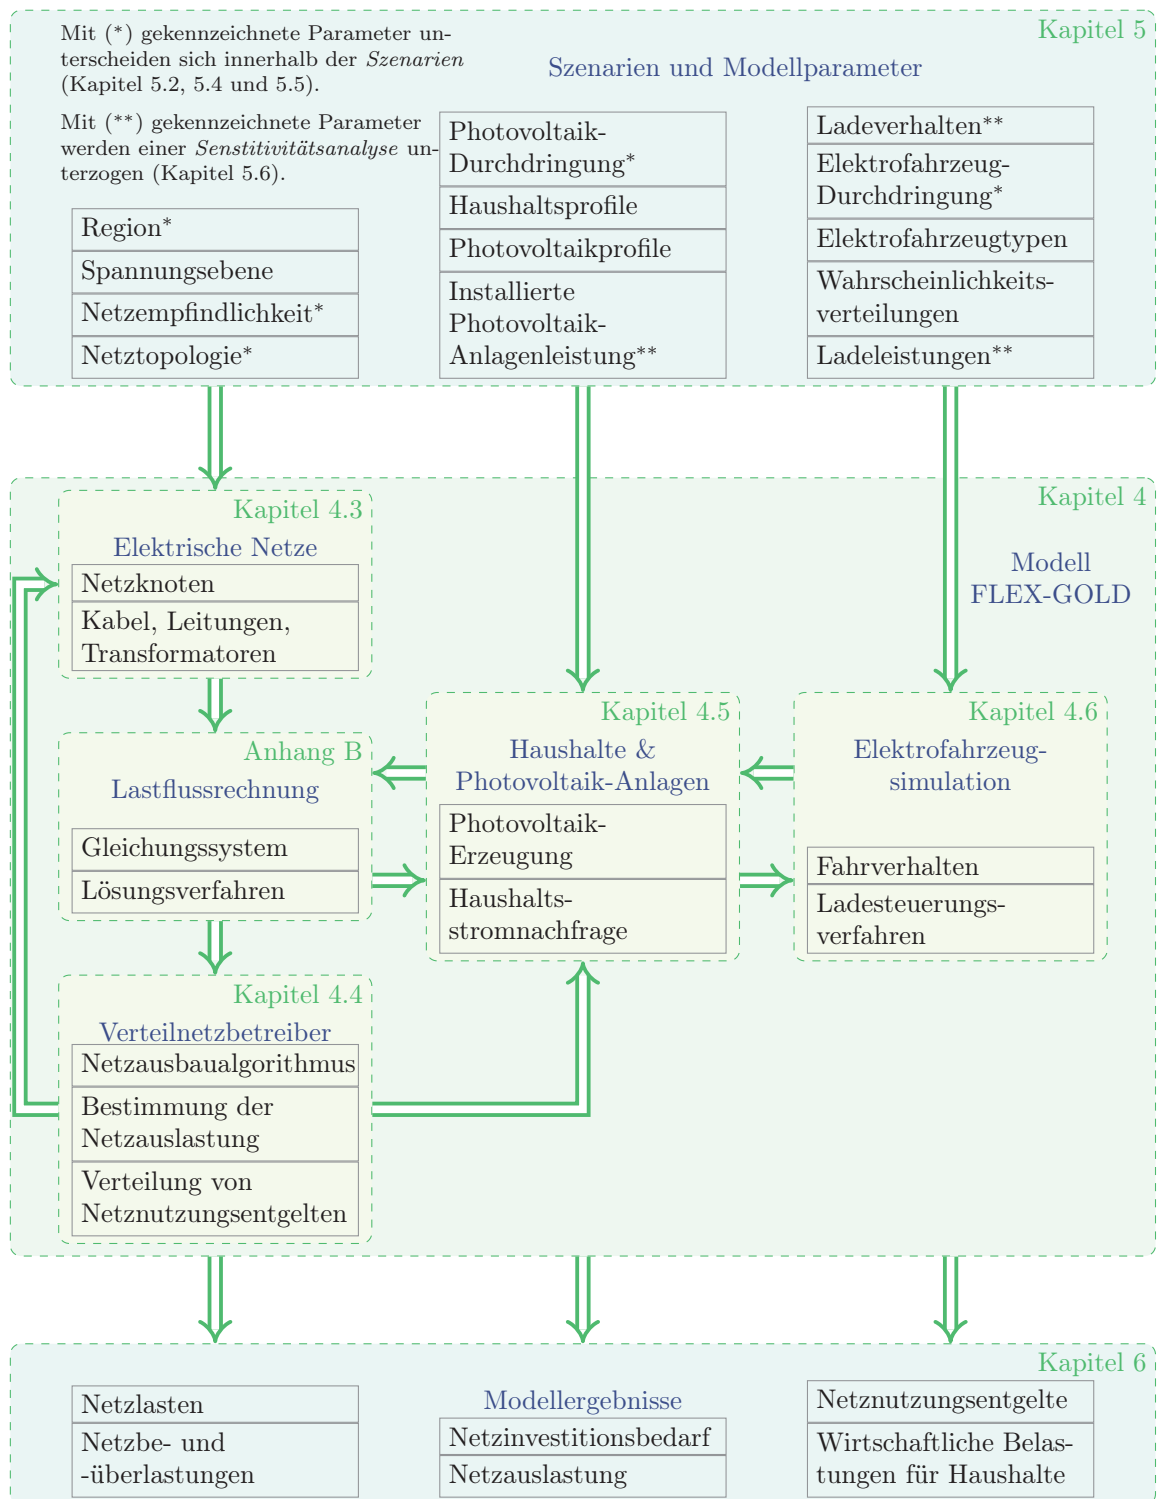 Kapitel 5
Mit (*) gekennzeichnete Parameter un-
terscheiden sich innerhalb der Szenarien
(Kapitel 5.2, 5.4 und 5.5).
Mit (**) gekennzeichnete Parameter
werden einer Senstitivitätsanalyse un-
terzogen (Kapitel 5.6).
Szenarien und Modellparameter
Region*
Spannungsebene
Netzempfindlichkeit*
Netztopologie*
Photovoltaik-
Durchdringung*
Haushaltsprofile
Photovoltaikprofile
Installierte
Photovoltaik-
Anlagenleistung**
Ladeverhalten**
Elektrofahrzeug-
Durchdringung*
Elektrofahrzeugtypen
Wahrscheinlichkeits-
verteilungen
Ladeleistungen**
Kapitel 4
Modell
FLEX-GOLD
Kapitel 4.3
Elektrische Netze
Netzknoten
Kabel, Leitungen,
Transformatoren
Anhang B
Lastflussrechnung
Gleichungssystem
Lösungsverfahren
Kapitel 4.5
Haushalte &
Photovoltaik-Anlagen
Photovoltaik-
Erzeugung
Haushalts-
stromnachfrage
Kapitel 4.6
Elektrofahrzeug-
simulation
Fahrverhalten
Ladesteuerungs-
verfahren
Kapitel 4.4
Verteilnetzbetreiber
Netzausbaualgorithmus
Bestimmung der
Netzauslastung
Verteilung von
Netznutzungsentgelten
Kapitel 6
Modellergebnisse
Netzlasten
Netzbe- und
-überlastungen
Netzinvestitionsbedarf
Netzauslastung
Netznutzungsentgelte
Wirtschaftliche Belas-
tungen für Haushalte